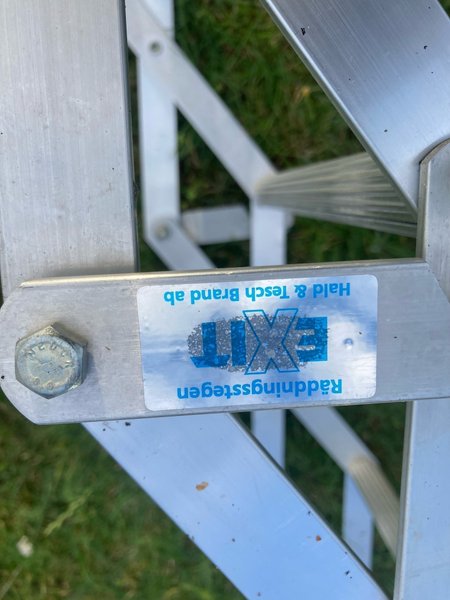 Räddningsstegen
EXIT
Hald & Tesch Brand ab